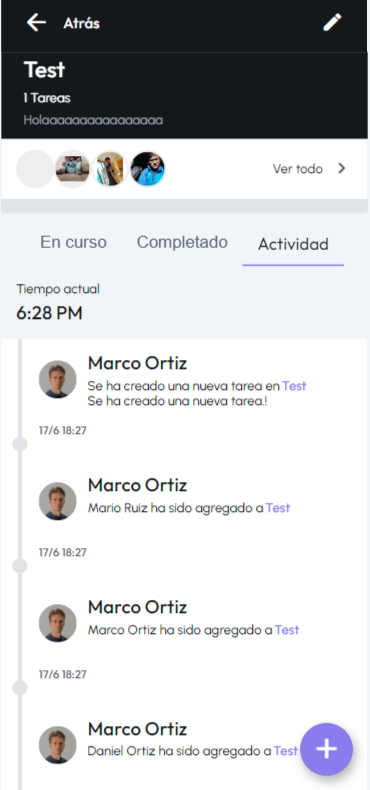 Atrás
Test
1 Tareas
Holaaaaaaaaaaaaaaaa
Ver todo
En curso Completado Actividad
Tiempo actual
6:28 PM
Marco Ortiz
Se ha creado una nueva tarea en Test
Se ha creado una nueva tarea.!
17/6 18:27
Marco Ortiz
Mario Ruiz ha sido agregado a Test
17/6 18:27
Marco Ortiz
Marco Ortiz ha sido agregado a Test
17/6 18:27
Marco Ortiz
Daniel Ortiz ha sido agregado a Test